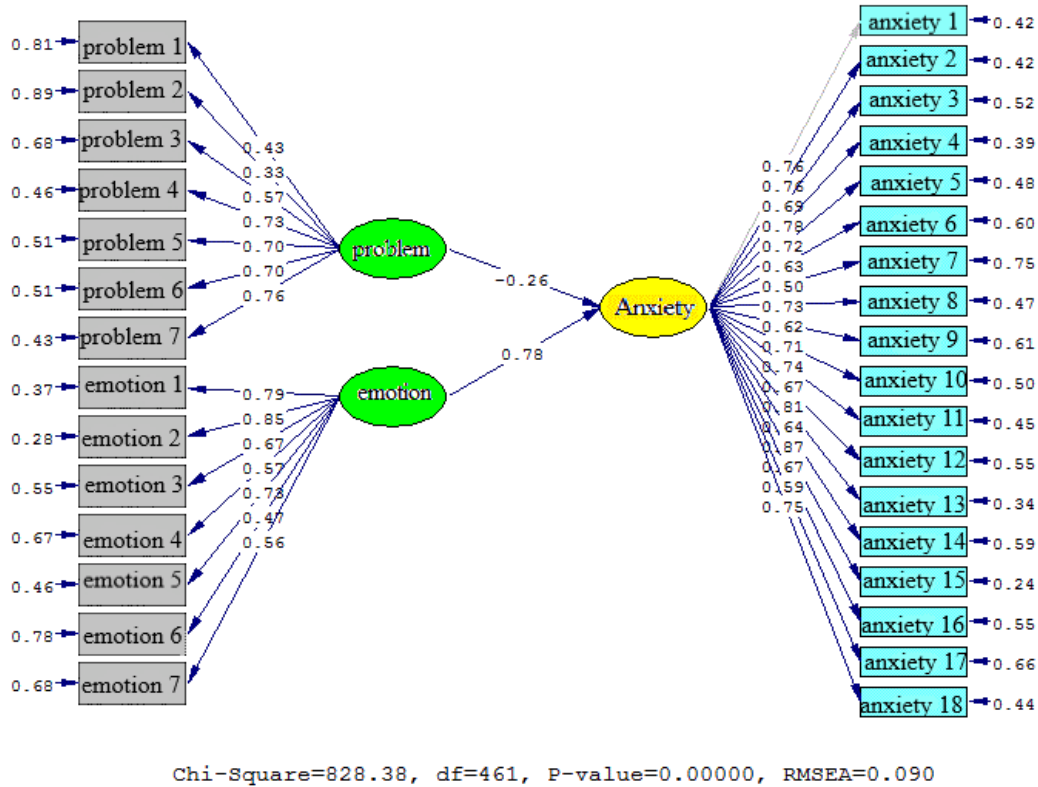 0.81 problem 1
0.89 problem 2
0.68 problem 3
0.46 problem 4
0.51 problem 5
0.51 problem 6
0.43 problem 7
0.37 emotion 1
0.28 emotion 2
0.55 emotion 3
0.67 emotion 4
0.46 emotion 5
0.78 emotion 6
0.68 emotion 7
0.43
0.33
0.57
0.73
0.70
0.70
0.76
0.79
0.85
0.67
0.57
0.73
0.47
0.56
problem
emotion
-0.26
0.78
Anxiety
0.76
0.76
0.69
0.78
0.72
0.63
0.50
0.73
0.62
0.71
0.74
0.67
0.81
0.64
0.87
0.67
0.59
0.75
anxiety 1 0.42
anxiety 2 0.42
anxiety 3 0.52
anxiety 4 0.39
anxiety 5 0.48
anxiety 6 0.60
anxiety 7 0.75
anxiety 8 0.47
anxiety 9 0.61
anxiety 10 0.50
anxiety 11 0.45
anxiety 12 0.55
anxiety 13 0.34
anxiety 14 0.59
anxiety 15 0.24
anxiety 16 0.55
anxiety 17 0.66
anxiety 18 0.44
Chi-Square=828.38, df=461, P-value=0.00000, RMSEA=0.090